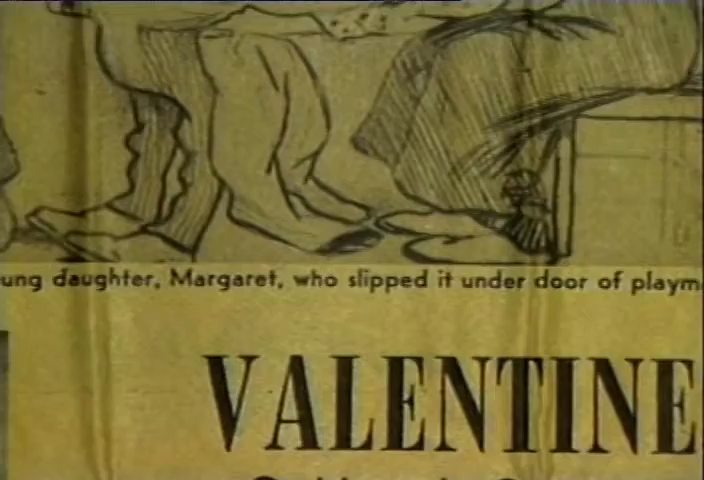 ung daughter, Margaret, who slipped it under door of playm
VALENTINE